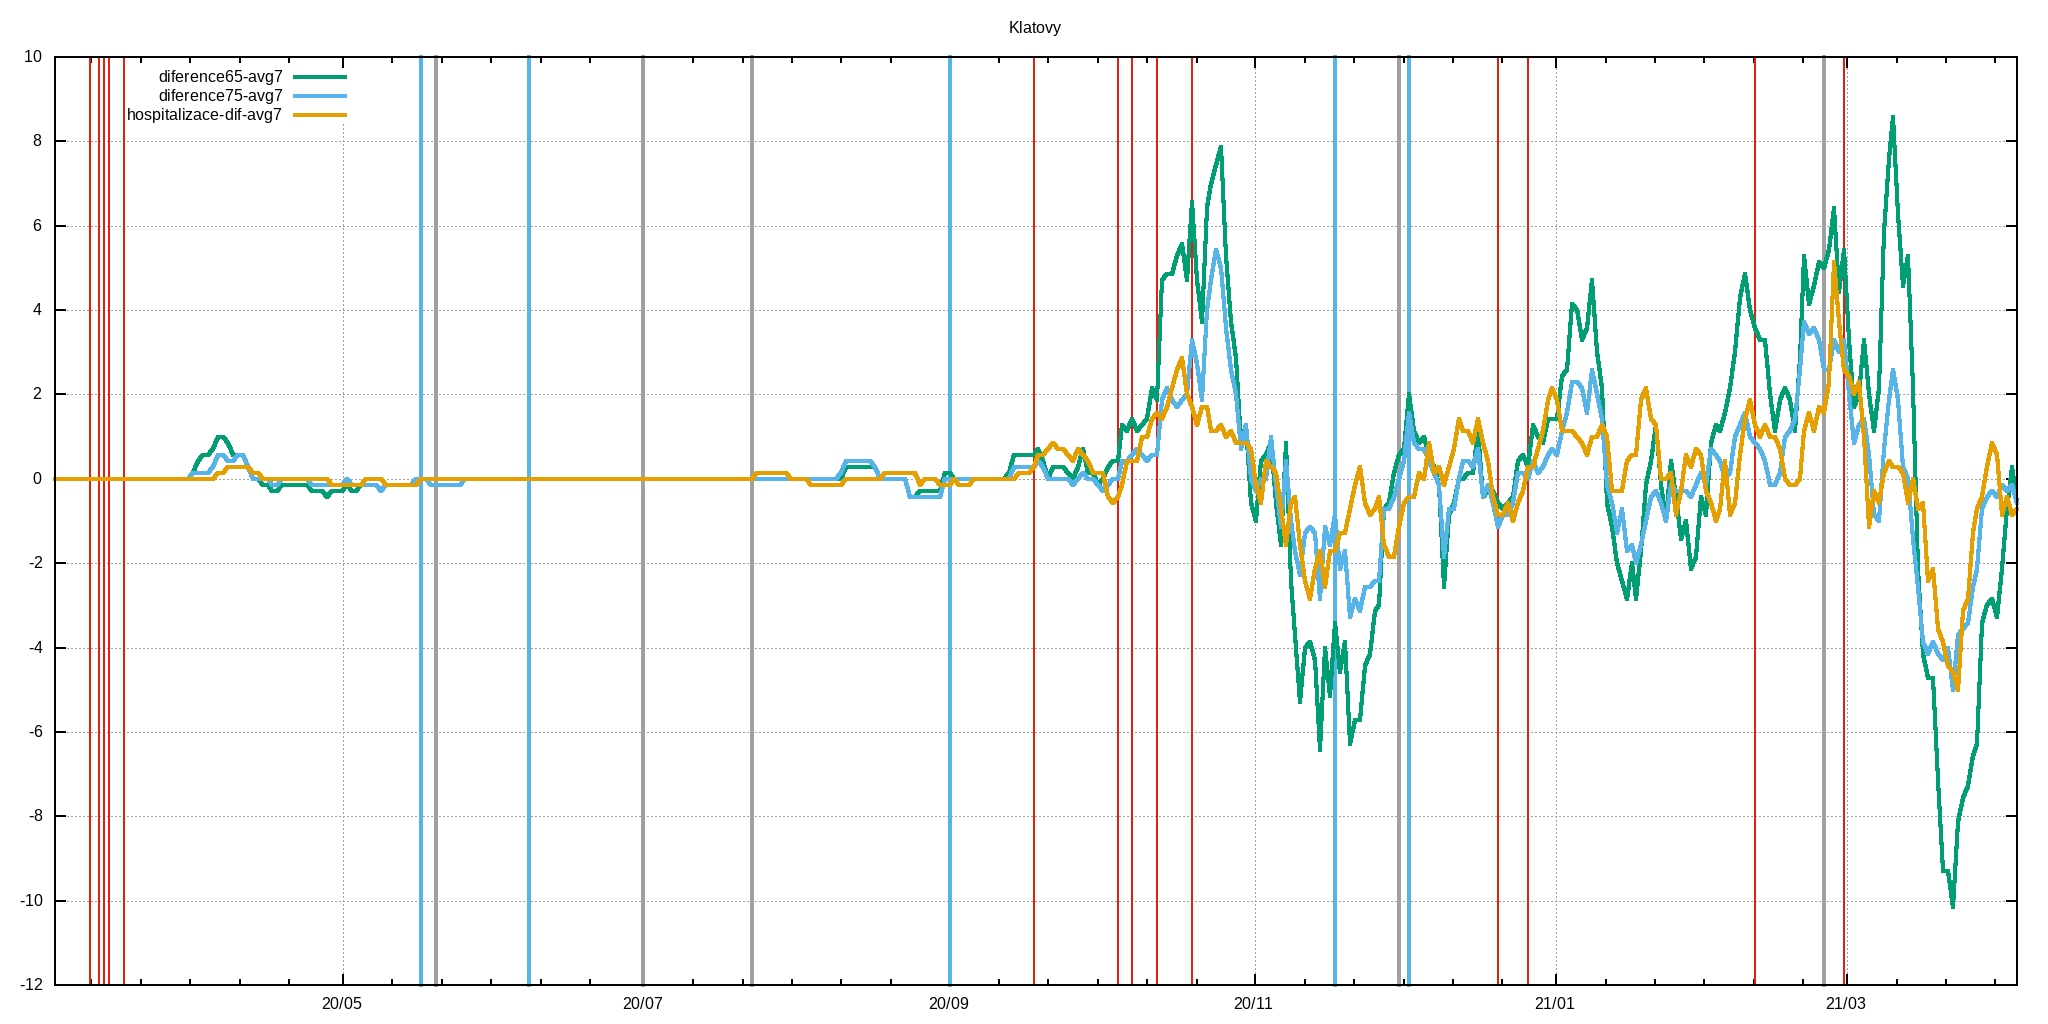 Klatovy
10
diference65-avg7
diference75-avg7
hospitalizace-dif-avg7
8
6
4
2
0
-2
-4
-6
-8
-10
-12
20/05 20/07 20/09 20/11 21/01 21/03